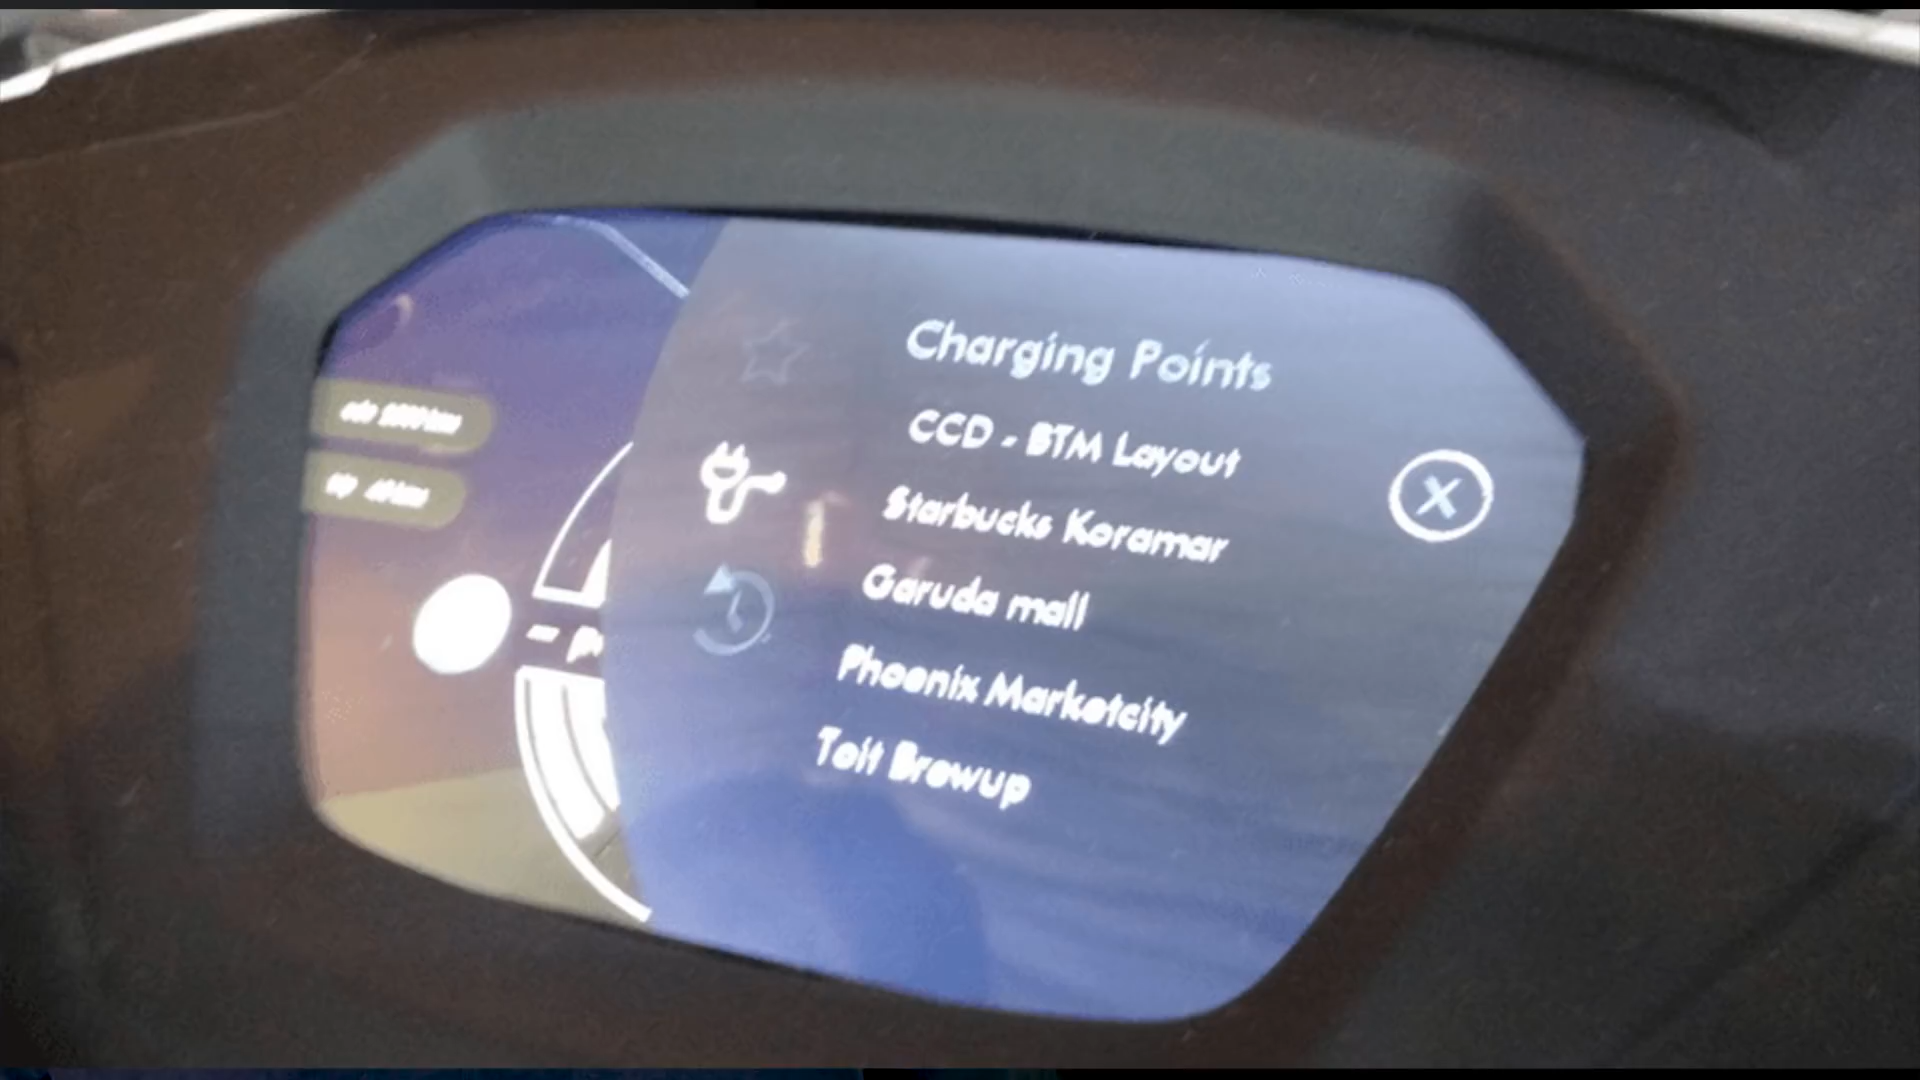 Charging Points
CCD - BTM Layout
Starbucks Koramar
Garuda mall
Phoenix Marketcity
Toit Brewup